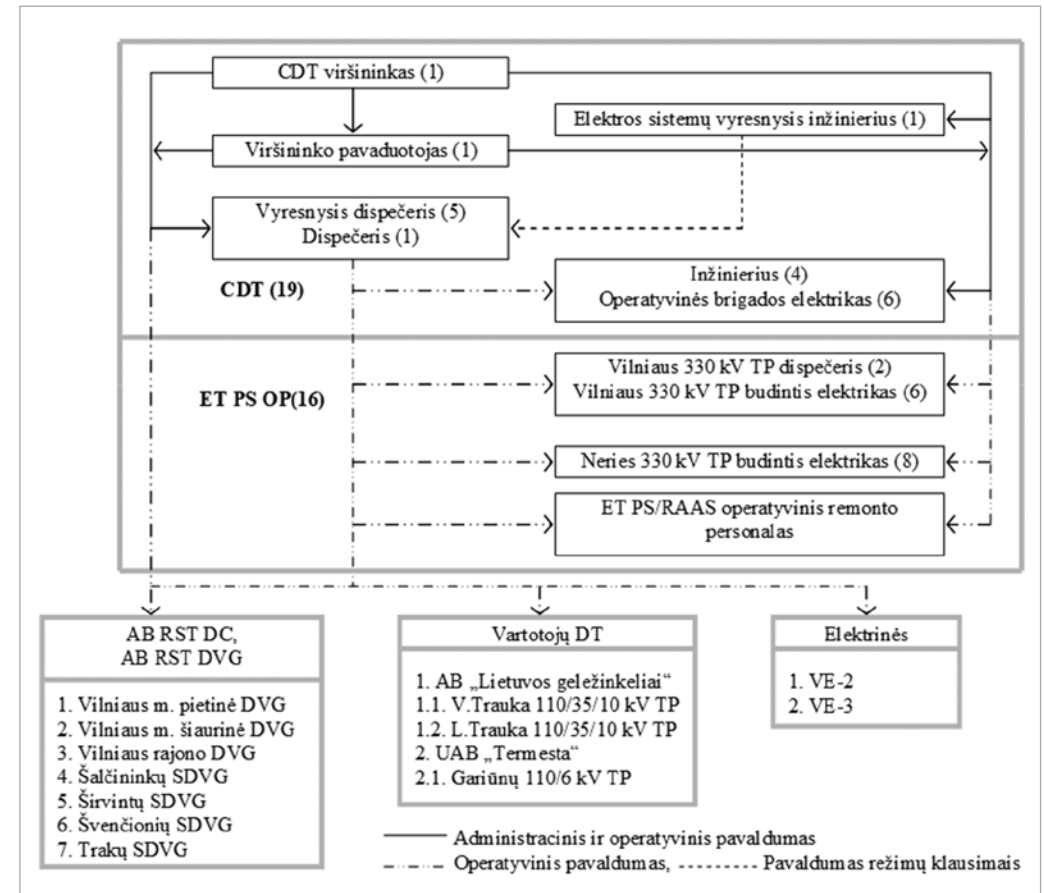 CDT viršininkas (1)
Elektros sistemų vyresnysis inžinierius (1)
Viršininko pavaduotojas (1)
Vyresnysis dispečeris (5)
Dispečeris (1)
CDT (19)
Inžinierius (4)
Operatyvinės brigados elektrikas (6)
ET PS OP(16)
Vilniaus 330 kV TP dispečeris (2)
Vilniaus 330 kV TP budintis elektrikas (6)
Neries 330 kV TP budintis elektrikas (8)
ET PS/RAAS operatyvinis remonto
personalas
AB RST DC,
AB RST DVG
1. Vilniaus m. pietinė DVG
2. Vilniaus m. šiaurinė DVG
3. Vilniaus rajono DVG
4. Šalčininkų SDVG
5. Širvintų SDVG
6. Švenčionių SDVG
7. Trakų SDVG
Vartotojų DT
1. AB „Lietuvos geležinkeliai“
1.1. V.Trauka 110/35/10 kV TP
1.2. L.Trauka 110/35/10 kV TP
2. UAB „Termesta“
2.1. Gariūnų 110/6 kV TP
Elektrinės
1. VE-2
2. VE-3
Administracinis ir operatyvinis pavaldumas
Operatyvinis pavaldumas, Pavaldumas režimų klausimais